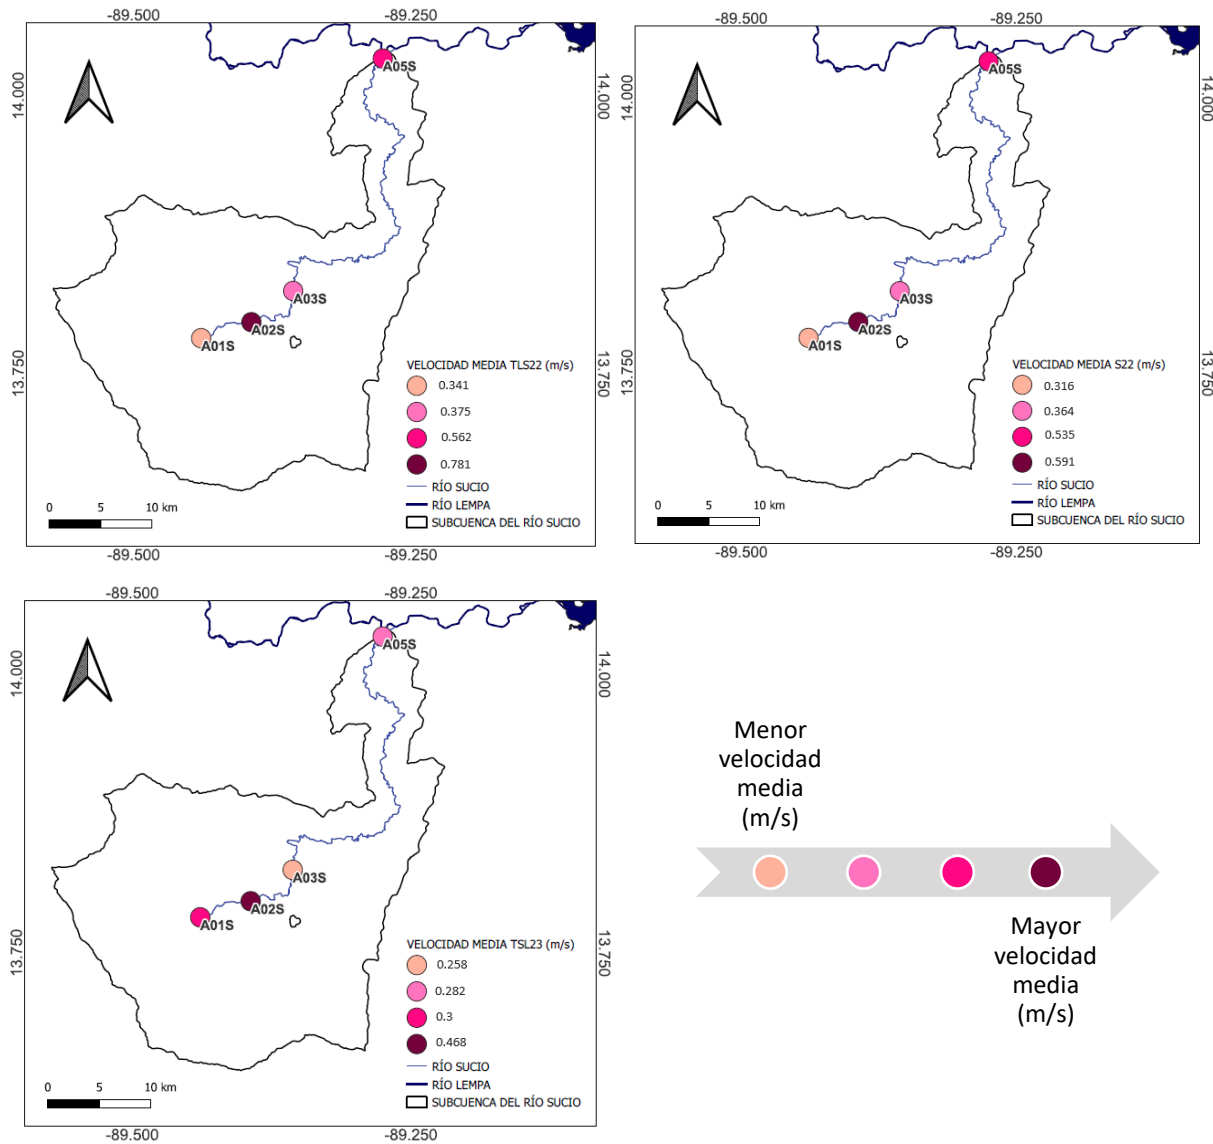 -89.500
-89.250
14.000
14.000
A05S
A03S
A02S
A01S
13.750
13.750
VELOCIDAD MEDIA TLS22 (m/s)
0.341
0.375
0.562
0.781
RÍO SUCIO
RÍO LEMPA
SUBCUENCA DEL RÍO SUCIO
0 5 10 km
-89.500
-89.250
-89.500
-89.250
14.000
14.000
A05S
A03S
A02S
A01S
13.750
13.750
VELOCIDAD MEDIA S22 (m/s)
0.316
0.364
0.535
0.591
RÍO SUCIO
RÍO LEMPA
SUBCUENCA DEL RÍO SUCIO
0 5 10 km
-89.500
-89.250
-89.500
-89.250
14.000
14.000
A05S
A03S
A02S
A01S
13.750
13.750
VELOCIDAD MEDIA TSL23 (m/s)
0.258
0.282
0.3
0.468
RÍO SUCIO
RÍO LEMPA
SUBCUENCA DEL RÍO SUCIO
0 5 10 km
-89.500
-89.250
Menor
velocidad
media
(m/s)
Mayor
velocidad
media
(m/s)